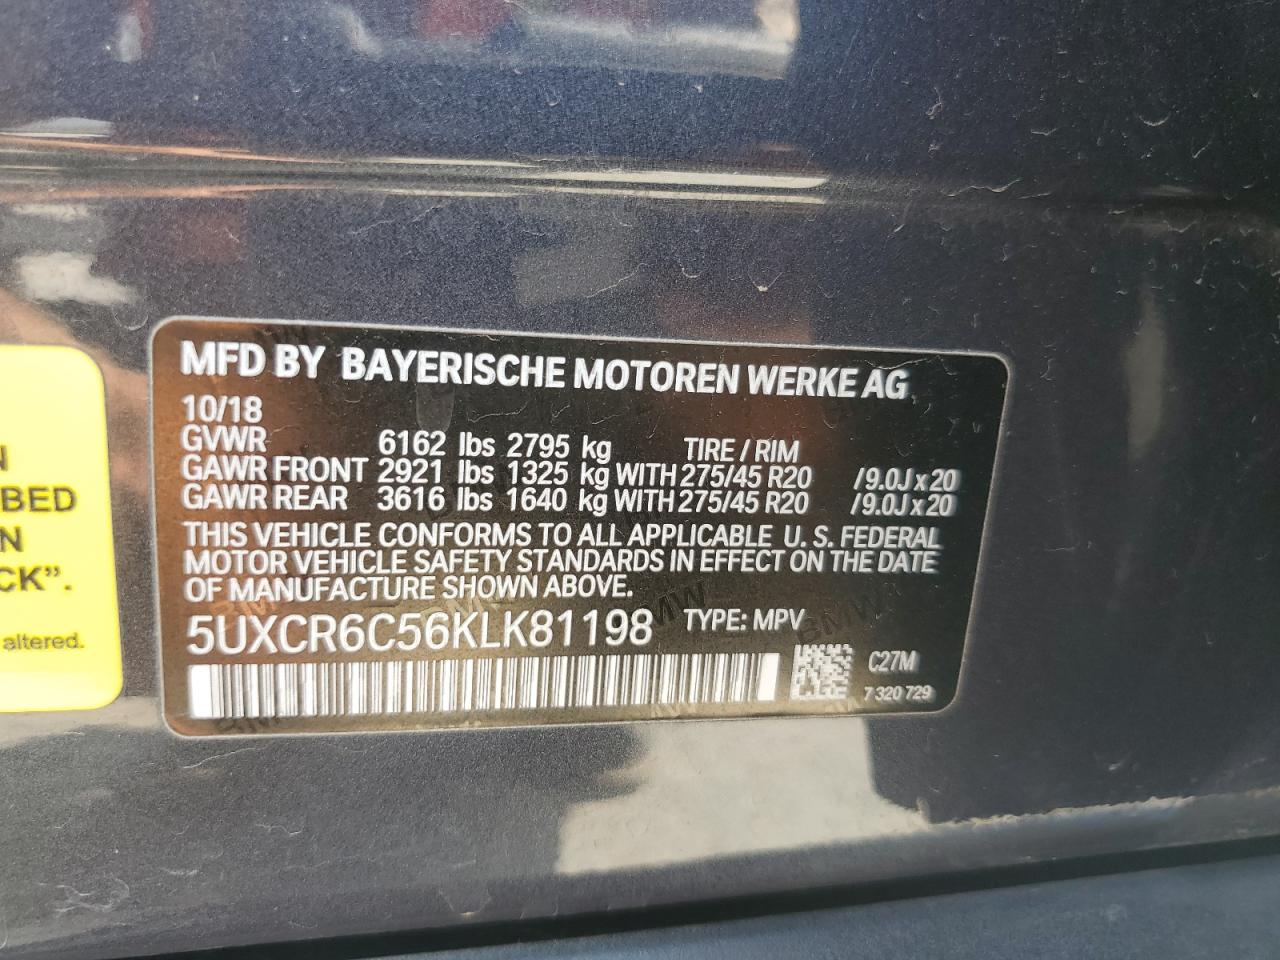 MFD BY BAYERISCHE MOTOREN WERKE AG
10/18
GVWR 6162 lbs 2795 kg TIRE / RIM
GAWR FRONT 2921 lbs 1325 kg WITH 275/45 R20 /9.0J x 20
GAWR REAR 3616 lbs 1640 kg WITH 275/45 R20 /9.0J x 20
THIS VEHICLE CONFORMS TO ALL APPLICABLE U. S. FEDERAL
MOTOR VEHICLE SAFETY STANDARDS IN EFFECT ON THE DATE
OF MANUFACTURE SHOWN ABOVE.
5UXCR6C56KLK81198 TYPE: MPV
C27M
7 320 729
N
BED
N
CK”.
altered.